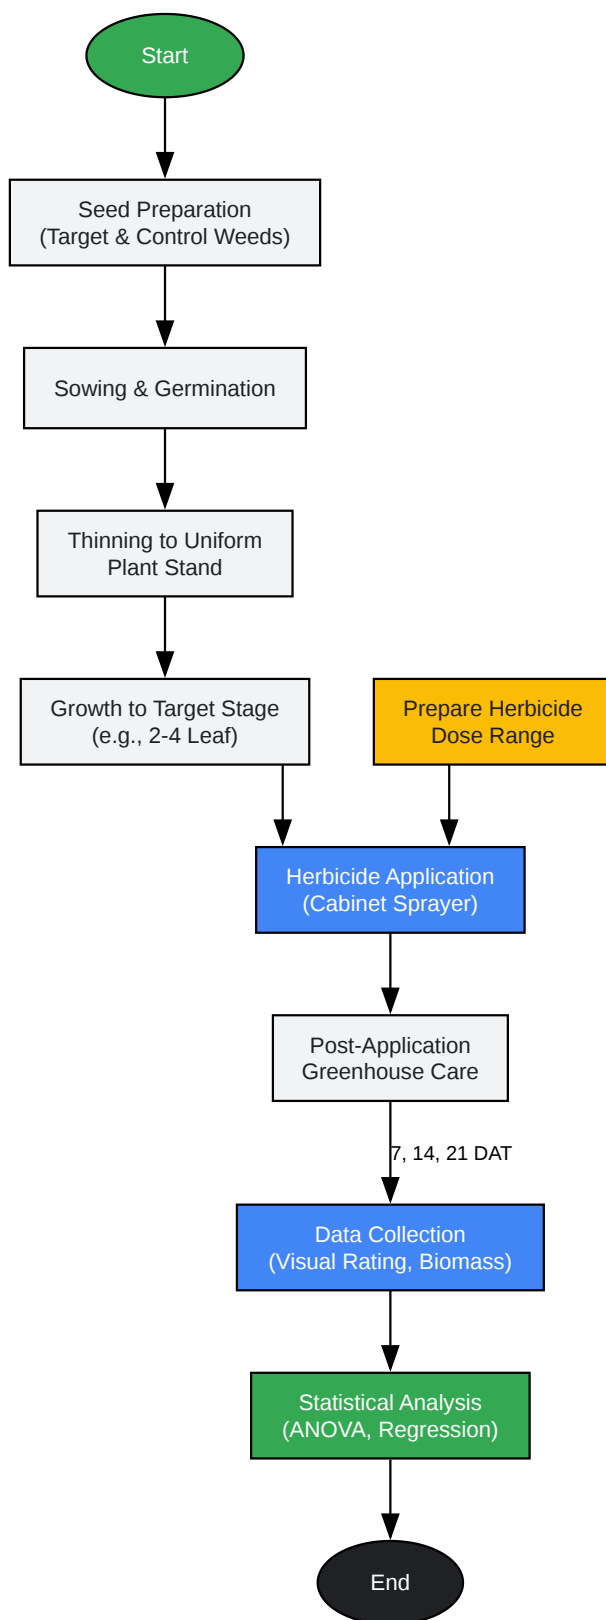 Start
Seed Preparation
(Target & Control Weeds)
Sowing & Germination
Thinning to Uniform
Plant Stand
Growth to Target Stage
(e.g., 2-4 Leaf)
Prepare Herbicide
Dose Range
Herbicide Application
(Cabinet Sprayer)
Post-Application
Greenhouse Care
7, 14, 21 DAT
Data Collection
(Visual Rating, Biomass)
Statistical Analysis
(ANOVA, Regression)
End